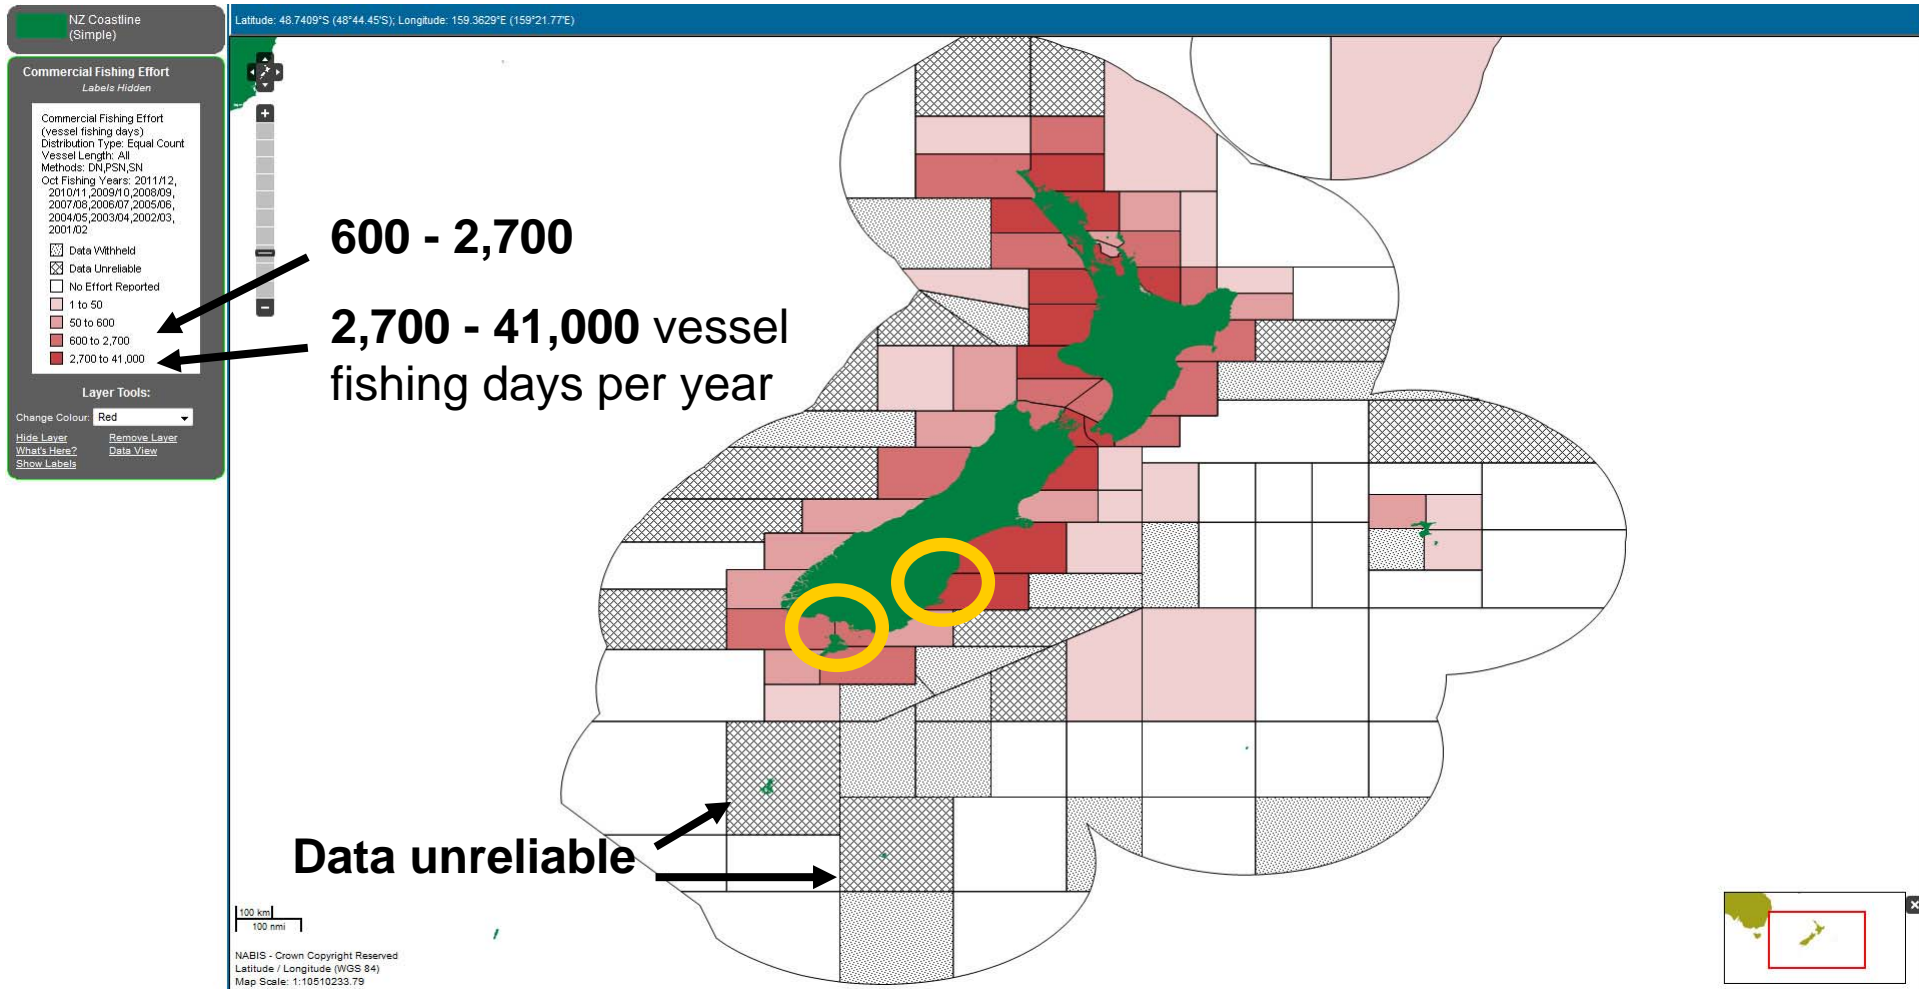 NZ Coastline
(Simple)
Latitude: 48.7409°S (48°44.45'S); Longitude: 159.3629°E (159°21.77'E)
Commercial Fishing Effort
Labels Hidden
Commercial Fishing Effort
(vessel fishing days)
Distribution Type: Equal Count
Vessel Length: All
Methods: DN,PSN,SN
Oct Fishing Years: 2011/12,
2010/11,2009/10,2008/09,
2007/08,2006/07,2005/06,
2004/05,2003/04,2002/03,
2001/02
Data Withheld
Data Unreliable
No Effort Reported
1 to 50
50 to 600
600 to 2,700
2,700 to 41,000
Layer Tools:
Change Colour: Red
Hide Layer Remove Layer
What's Here? Data View
Show Labels
+
−
600 - 2,700
2,700 - 41,000 vessel
fishing days per year
Data unreliable
100 km
100 nmi
NABIS - Crown Copyright Reserved
Latitude / Longitude (WGS 84)
Map Scale: 1:10510233.79